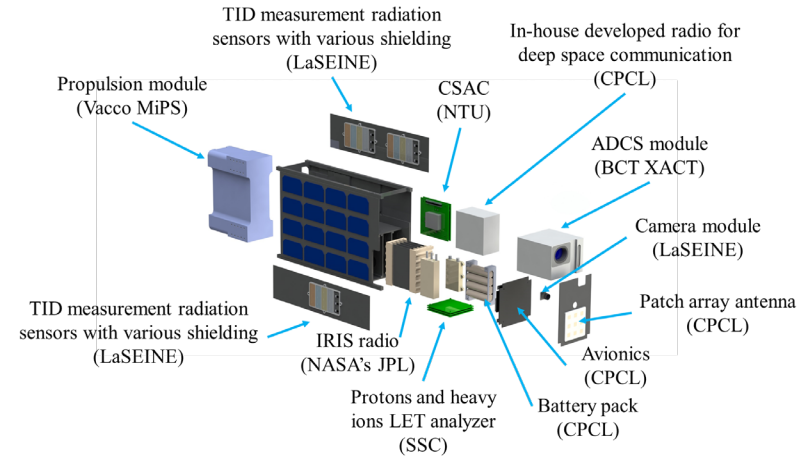 TID measurement radiation
sensors with various shielding
(LaSEINE)
In-house developed radio for
deep space communication
(CPCL)
Propulsion module
(Vacco MiPS)
CSAC
(NTU)
ADCS module
(BCT XACT)
Camera module
(LaSEINE)
TID measurement radiation
sensors with various shielding
(LaSEINE)
IRIS radio
(NASA's JPL)
Patch array antenna
(CPCL)
Avionics
(CPCL)
Protons and heavy
ions LET analyzer
(SSC)
Battery pack
(CPCL)